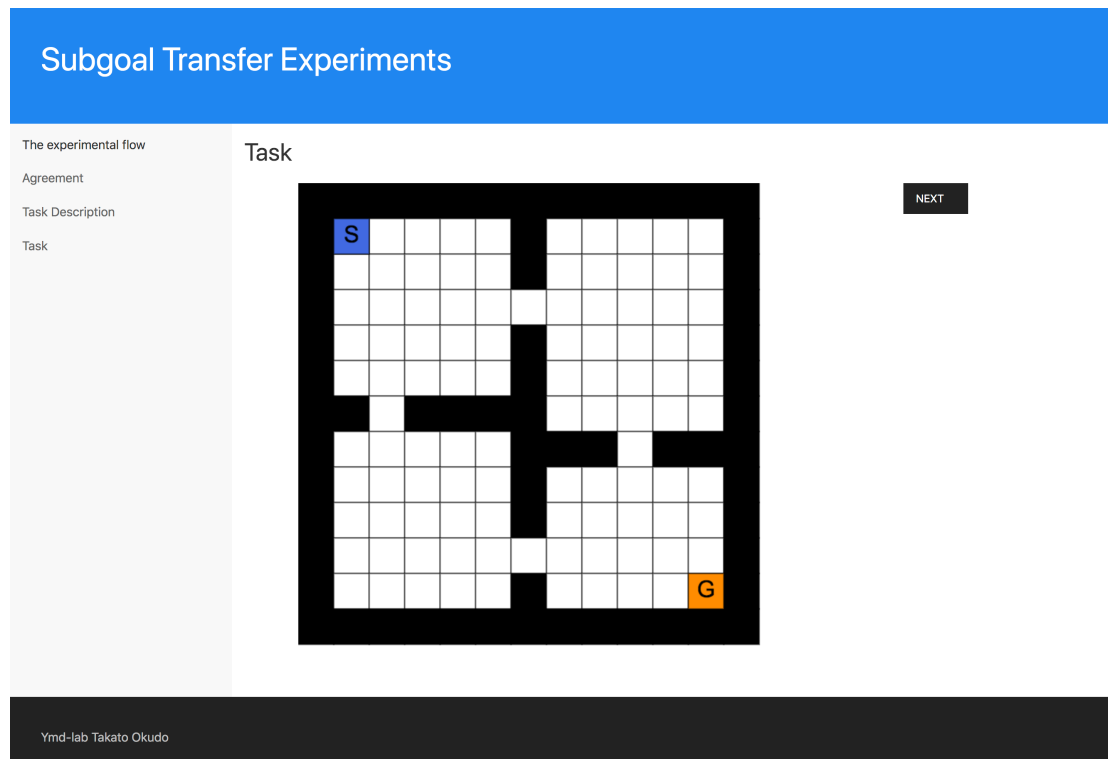 Subgoal Transfer Experiments
The experimental flow
Agreement
Task Description
Task
Task
NEXT
S
G
Ymd-lab Takato Okudo